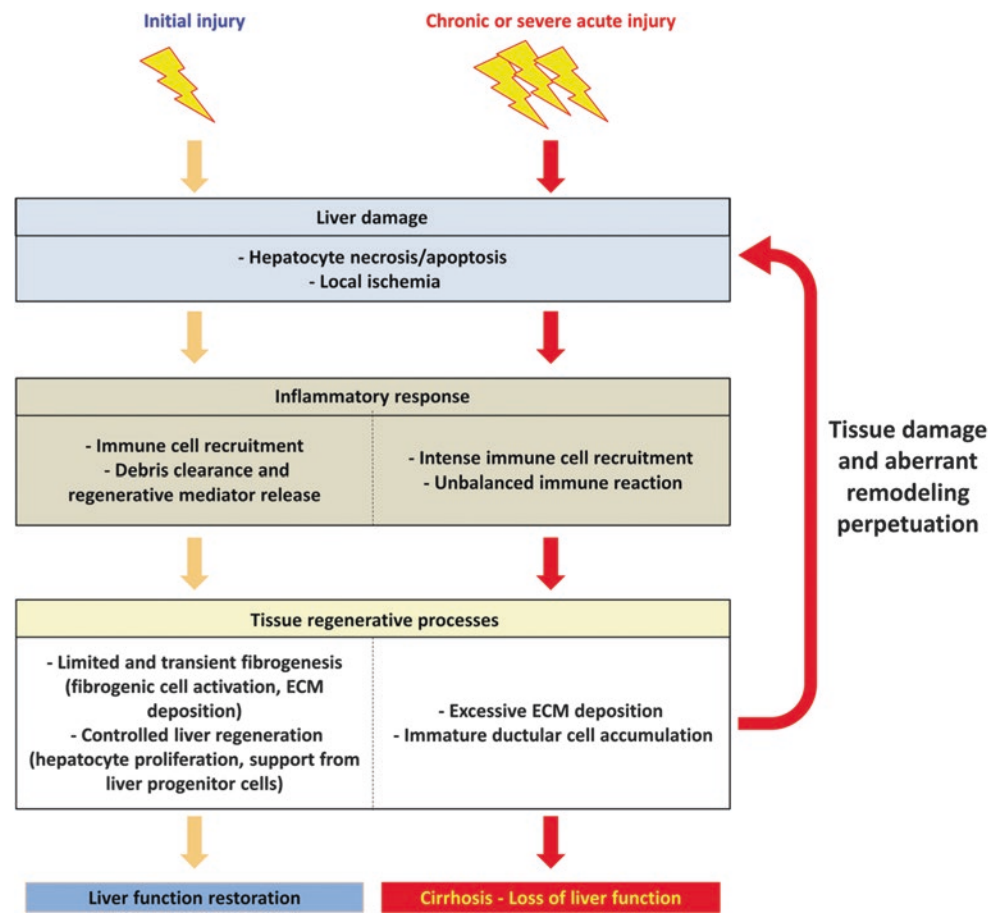 Initial injury
Chronic or severe acute injury
Liver damage
- Hepatocyte necrosis/apoptosis
- Local ischemia
Inflammatory response
- Immune cell recruitment
- Debris clearance and
regenerative mediator release
- Intense immune cell recruitment
- Unbalanced immune reaction
Tissue damage
and aberrant
remodeling
perpetuation
Tissue regenerative processes
- Limited and transient fibrogenesis
(fibrogenic cell activation, ECM
deposition)
- Controlled liver regeneration
(hepatocyte proliferation, support from
liver progenitor cells)
- Excessive ECM deposition
- Immature ductular cell accumulation
Liver function restoration
Cirrhosis - Loss of liver function